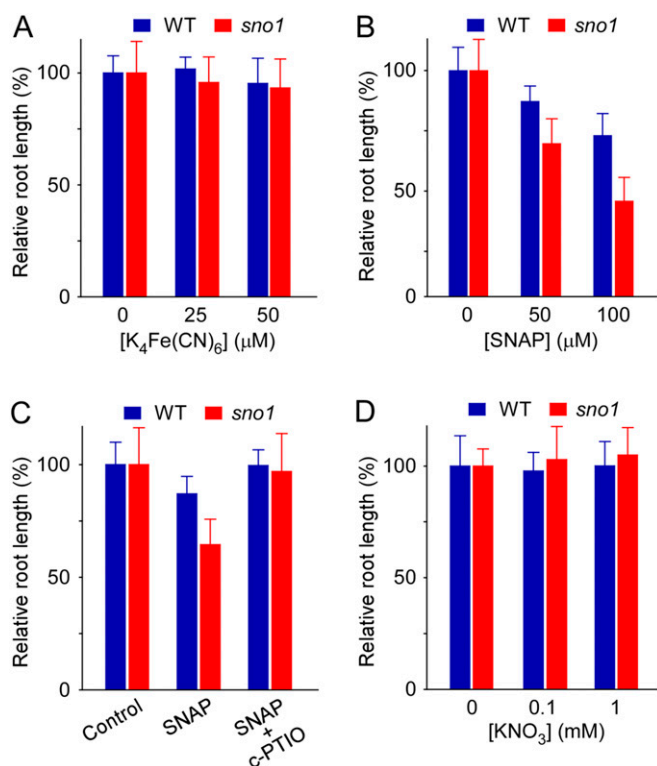 A
WT sno1
Relative root length (%)
100
50
0
0 25 50
[K₄Fe(CN)₆] (μM)
B
WT sno1
Relative root length (%)
100
50
0
0 50 100
[SNAP] (μM)
C
WT sno1
Relative root length (%)
100
50
0
Control
SNAP
SNAP
+
c-PTIO
D
WT sno1
Relative root length (%)
100
50
0
0 0.1 1
[KNO₃] (mM)